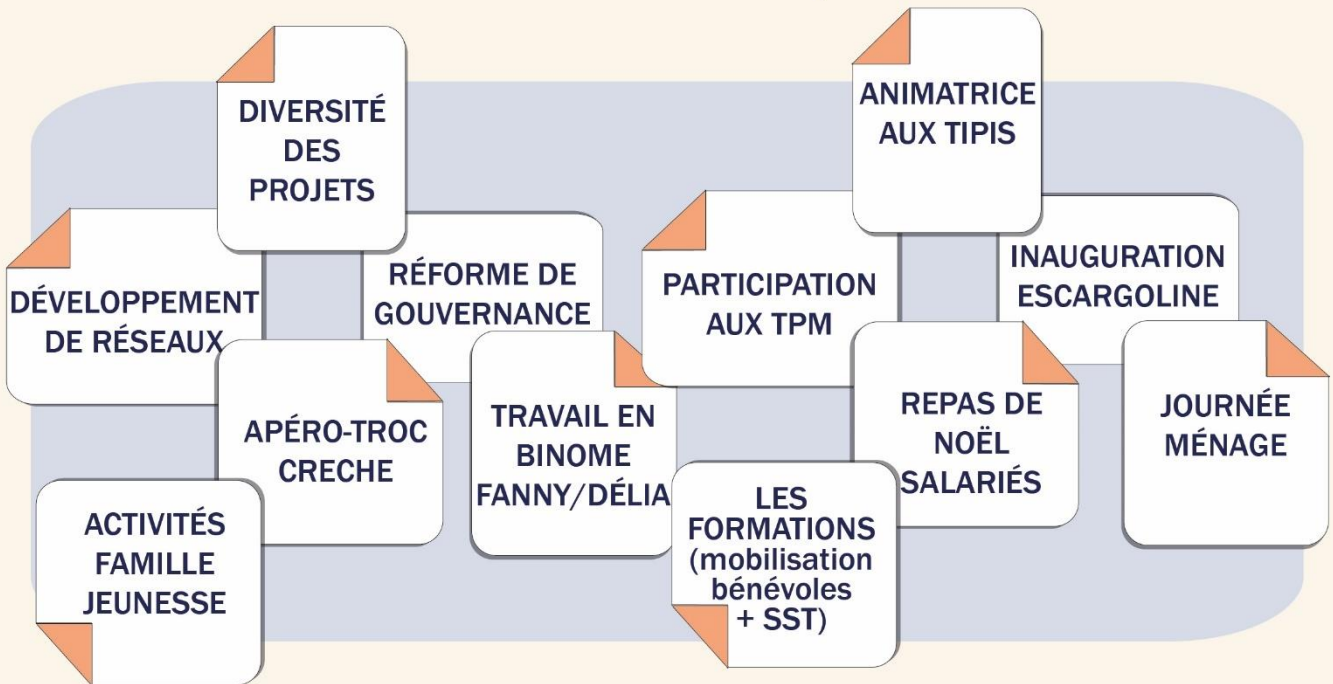 DIVERSITÉ
DES
PROJETS
ANIMATRICE
AUX TIPIS
DÉVELOPPEMENT
DE RÉSEAUX
RÉFORME DE
GOUVERNANCE
PARTICIPATION
AUX TPM
INAUGURATION
ESCARGOLINE
APÉRO-TROC
CRECHE
TRAVAIL EN
BINOME
FANNY/DÉLIA
REPAS DE
NOËL
SALARIÉS
JOURNÉE
MÉNAGE
ACTIVITÉS
FAMILLE
JEUNESSE
LES
FORMATIONS
(mobilisation
bénévoles
+ SST)